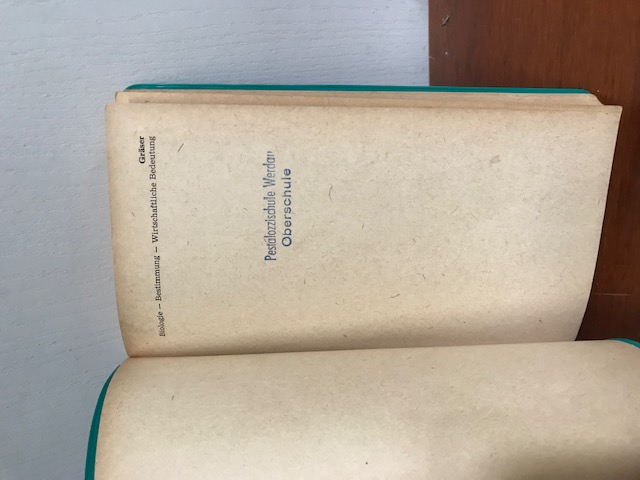 Gräser
Biologie – Bestimmung – Wirtschaftliche Bedeutung
Pestalozzischule Werdau
Oberschule